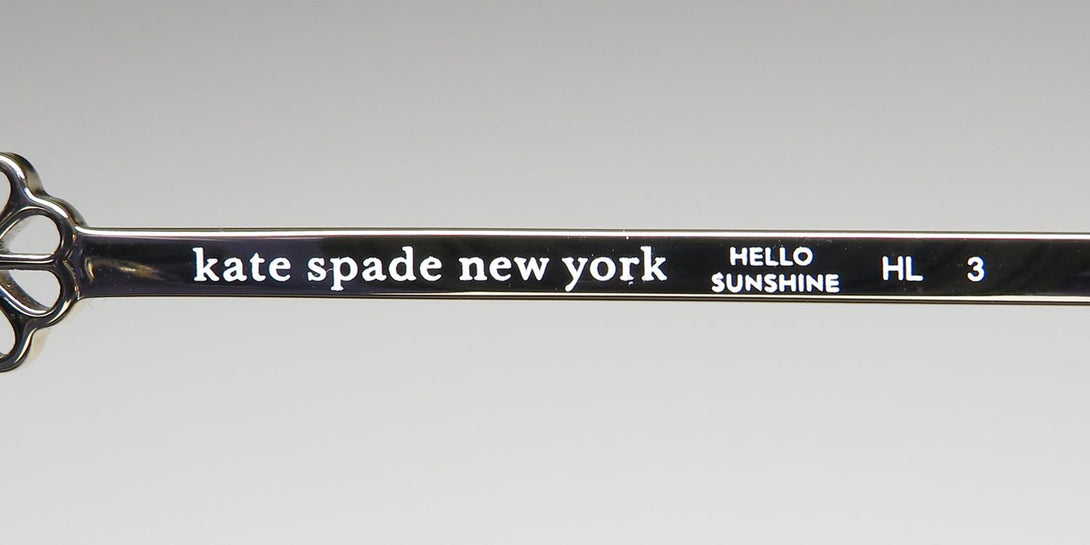 kate spade new york
HELLO
SUNSHINE
HL 3